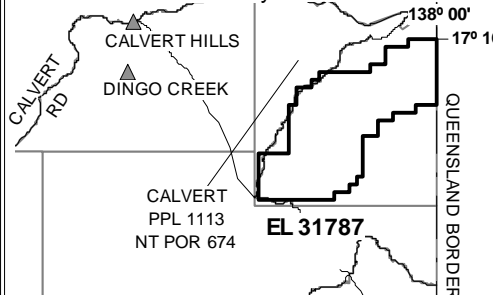 138º 00'
17º 10
CALVERT HILLS
DINGO CREEK
CALVERT
RD
CALVERT
PPL 1113
NT POR 674
EL 31787
QUEENSLAND BORDER